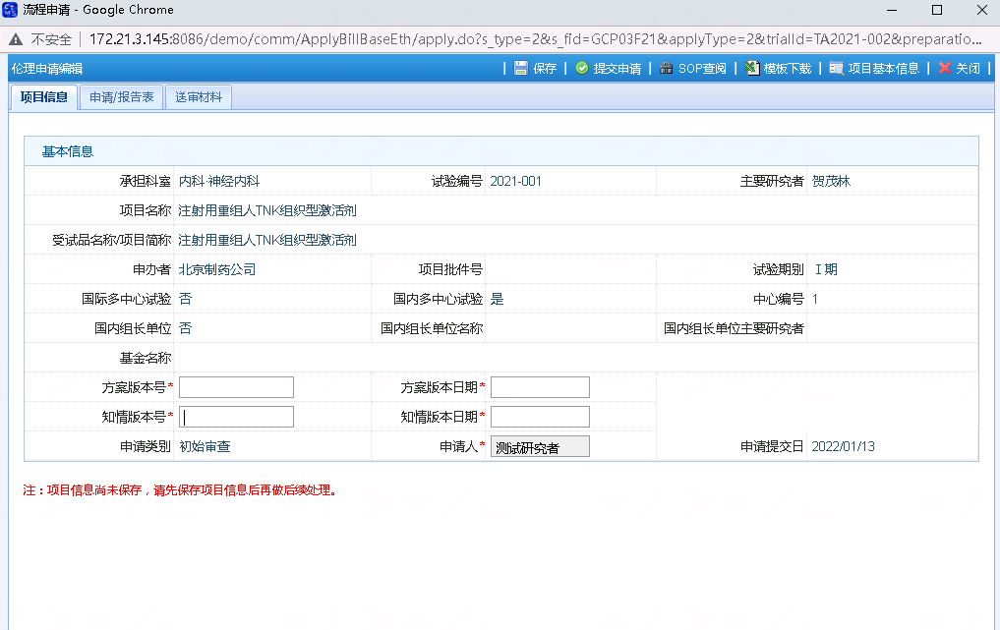 流程申请 - Google Chrome
不安全 | 172.21.3.145:8086/demo/comm/ApplyBillBaseEth/apply.do?s_type=2&s_fid=GCP03F21&applyType=2&trialId=TA2021-002&preparatio...
伦理申请编辑 | 保存 | 提交申请 | SOP查阅 | 模板下载 | 项目基本信息 | 关闭 |
项目信息 申请/报告表 送审材料
基本信息
承担科室 内科·神经内科 试验编号 2021-001 主要研究者 贺茂林
项目名称 注射用重组人TNK组织型激活剂
受试品名称/项目简称 注射用重组人TNK组织型激活剂
申办者 北京制药公司 项目批件号 试验期别 Ⅰ期
国际多中心试验 否 国内多中心试验 是 中心编号 1
国内组长单位 否 国内组长单位名称 国内组长单位主要研究者
基金名称
方案版本号* 方案版本日期*
知情版本号* 知情版本日期*
申请类别 初始审查 申请人* 测试研究者 申请提交日 2022/01/13
注：项目信息尚未保存，请先保存项目信息后再做后续处理。